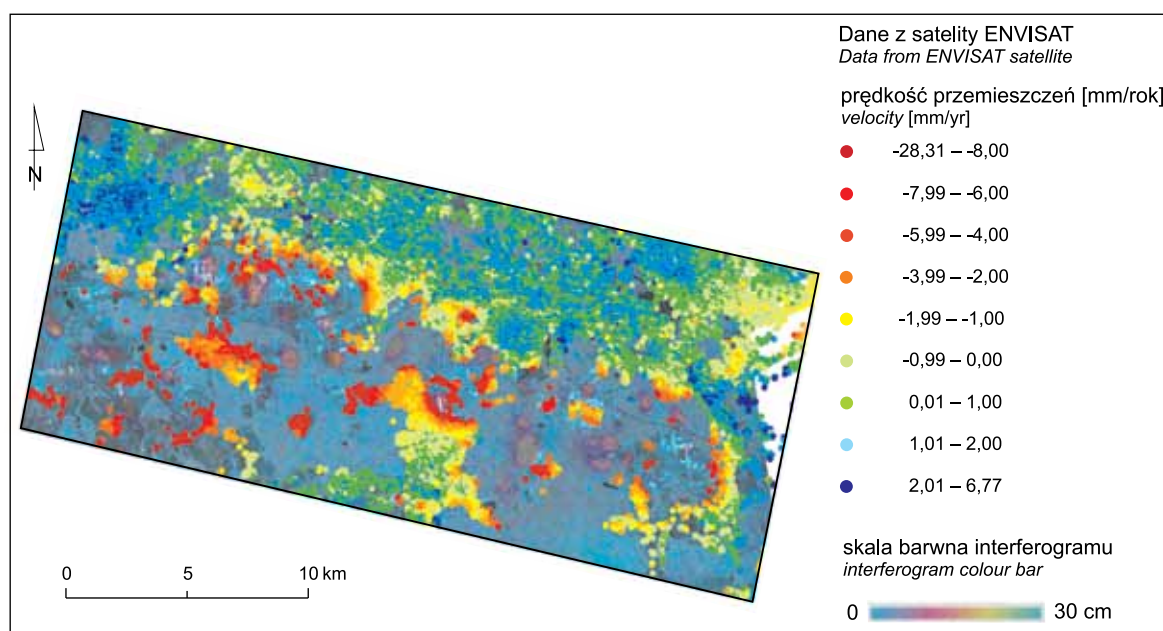 Dane z satelity ENVISAT
Data from ENVISAT satellite
prędkość przemieszczeń [mm/rok]
velocity [mm/yr]
-28,31 – -8,00
-7,99 – -6,00
-5,99 – -4,00
-3,99 – -2,00
-1,99 – -1,00
-0,99 – 0,00
0,01 – 1,00
1,01 – 2,00
2,01 – 6,77
skala barwna interferogramu
interferogram colour bar
0 30 cm
N
0 5 10 km